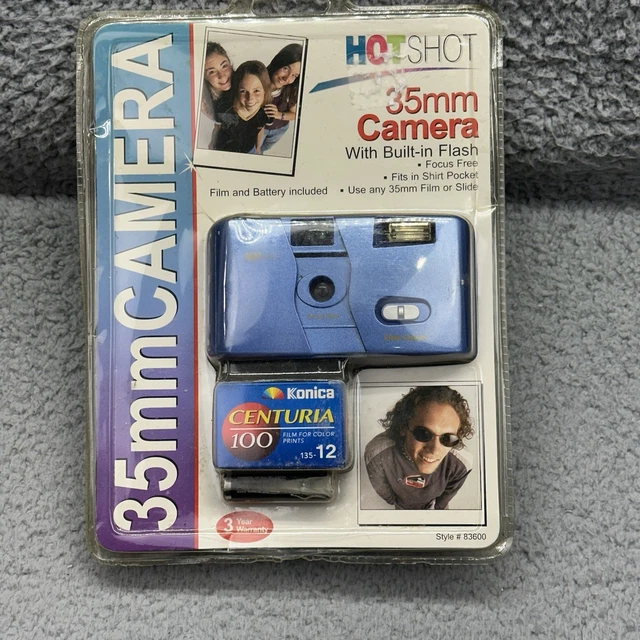 35mmCAMERA
HOTSHOT
35mm
Camera
With Built-in Flash
▪ Focus Free
▪ Fits in Shirt Pocket
Film and Battery included ▪ Use any 35mm Film or Slide
Konica
CENTURIA
100
FILM FOR COLOR
PRINTS
135-12
3 Year
Warranty
Style # 83600